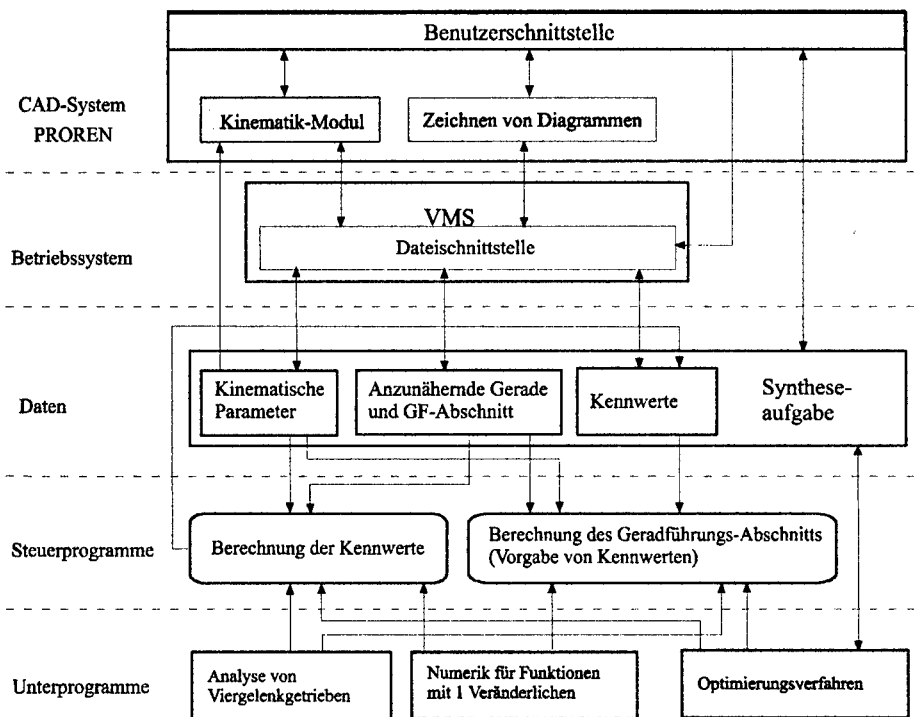 Benutzerschnittstelle
CAD-System
PROREN
Kinematik-Modul
Zeichnen von Diagrammen
VMS
Dateischnittstelle
Betriebssystem
Daten
Kinematische
Parameter
Anzunähernde Gerade
und GF-Abschnitt
Kennwerte
Synthese-
aufgabe
Steuerprogramme
Berechnung der Kennwerte
Berechnung des Geradführungs-Abschnitts
(Vorgabe von Kennwerten)
Unterprogramme
Analyse von
Viergelenkgetrieben
Numerik für Funktionen
mit 1 Veränderlichen
Optimierungsverfahren